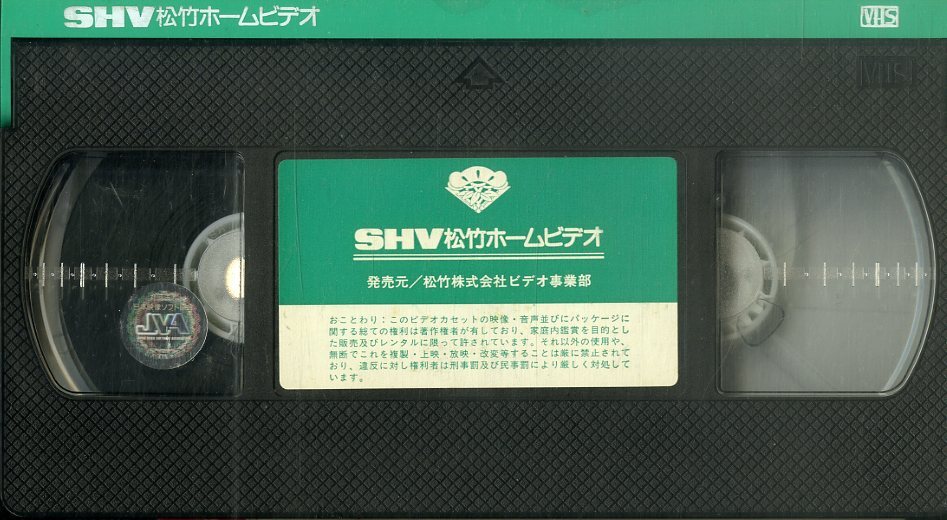 SHV松竹ホームビデオ
VHS
VHS
SHV松竹ホームビデオ
発売元／松竹株式会社ビデオ事業部
おことわり：このビデオカセットの映像・音声並びにパッケージに
関する総ての権利は著作権者が有しており、家庭内鑑賞を目的とし
た販売及びレンタルに限って許されています。それ以外の使用や、
無断でこれを複製・上映・放映・改変等することは厳に禁止されて
おり、違反に対し権利者は刑事罰及び民事罰により厳しく対処して
います。
映像ソフト
JVA